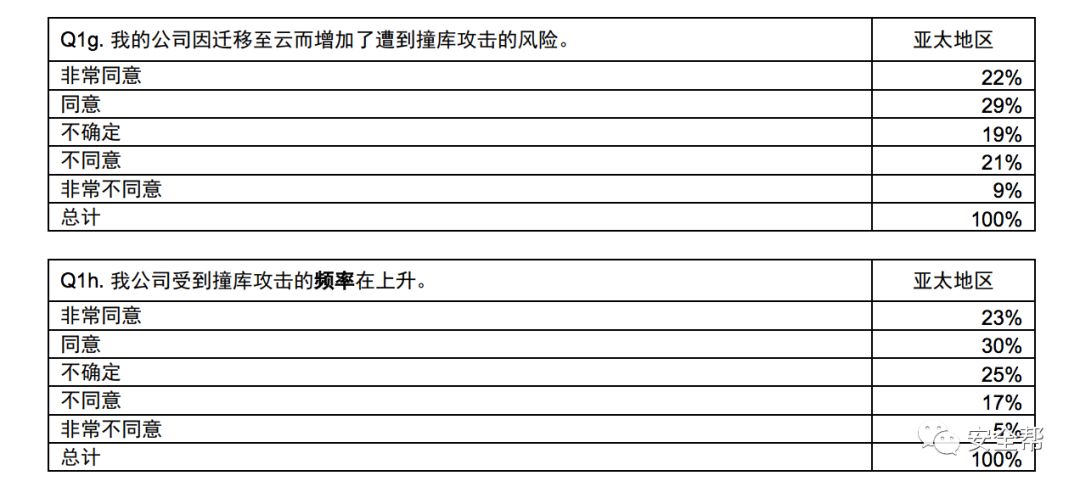 Q1g. 我的公司因迁移至云而增加了遭到撞库攻击的风险。 亚太地区
非常同意 22%
同意 29%
不确定 19%
不同意 21%
非常不同意 9%
总计 100%
Q1h. 我公司受到撞库攻击的频率在上升。 亚太地区
非常同意 23%
同意 30%
不确定 25%
不同意 17%
非常不同意 5%
安全帮
总计 100%